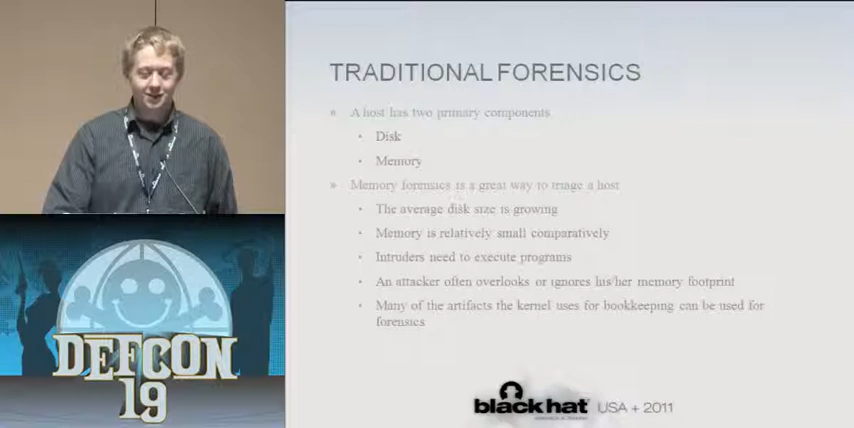 TRADITIONAL FORENSICS
» A host has two primary components
• Disk
• Memory
» Memory forensics is a great way to triage a host
• The average disk size is growing
• Memory is relatively small comparatively
• Intruders need to execute programs
• An attacker often overlooks or ignores his/her memory footprint
• Many of the artifacts the kernel uses for bookkeeping can be used for
forensics
DEFCON
19
black hat USA + 2011